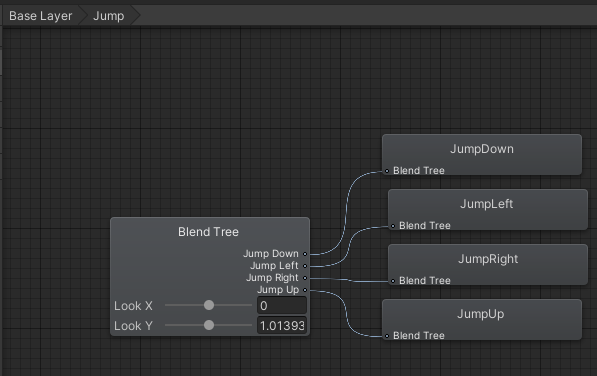 Base Layer
Jump
JumpDown
Blend Tree
JumpLeft
Blend Tree
JumpRight
Blend Tree
JumpUp
Blend Tree
Blend Tree
Jump Down
Jump Left
Jump Right
Jump Up
Look X 0
Look Y 1.01393